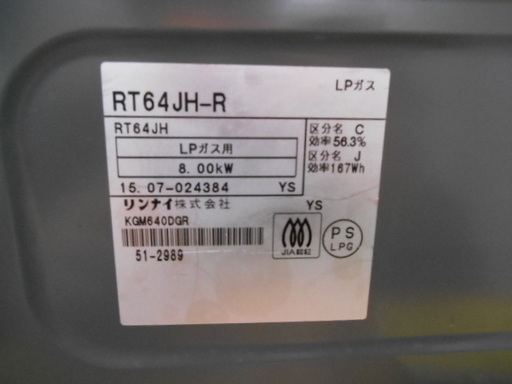 LPガス
RT64JH-R
RT64JH
LPガス用
8.00kW
区分名 C
効率56.3%
区分名 J
効率167Wh
15.07-024384 YS
リンナイ株式会社 YS
KGM640DGR
51-2989
JIA認証
PS
LPG